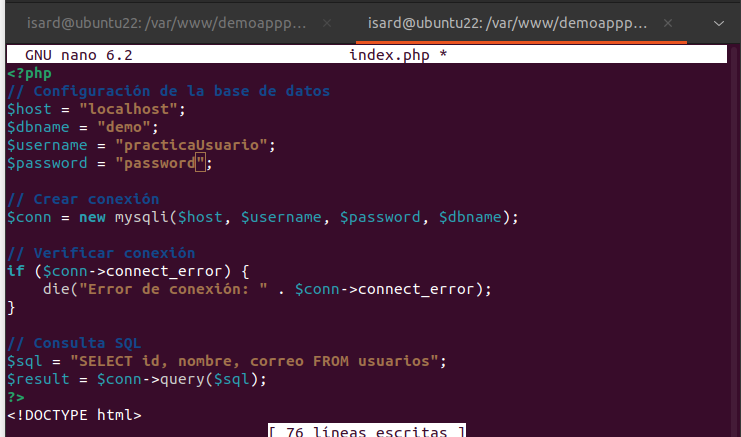 isard@ubuntu22: /var/www/demoappp...
isard@ubuntu22: /var/www/demoappp...
GNU nano 6.2 index.php *
<?php
// Configuración de la base de datos
$host = "localhost";
$dbname = "demo";
$username = "practicaUsuario";
$password = "password";
// Crear conexión
$conn = new mysqli($host, $username, $password, $dbname);
// Verificar conexión
if ($conn->connect_error) {
    die("Error de conexión: " . $conn->connect_error);
}
// Consulta SQL
$sql = "SELECT id, nombre, correo FROM usuarios";
$result = $conn->query($sql);
?>
<!DOCTYPE html>
[ 76 líneas escritas ]